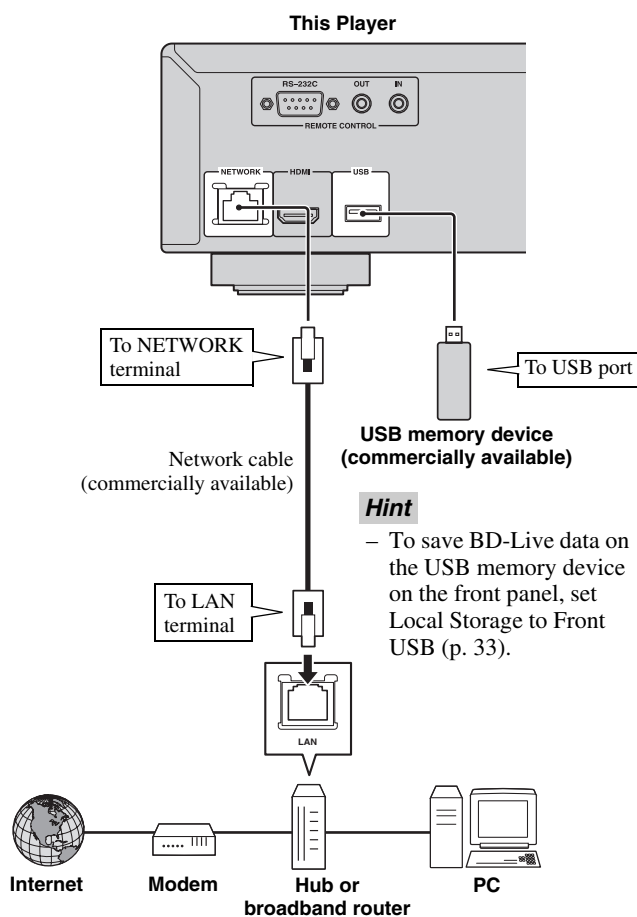 This Player
RS–232C
OUT
IN
REMOTE CONTROL
NETWORK
HDMI
USB
To NETWORK
terminal
To USB port
USB memory device
(commercially available)
Network cable
(commercially available)
Hint
– To save BD-Live data on
the USB memory device
on the front panel, set
Local Storage to Front
USB (p. 33).
To LAN
terminal
LAN
Internet
Modem
Hub or
broadband router
PC